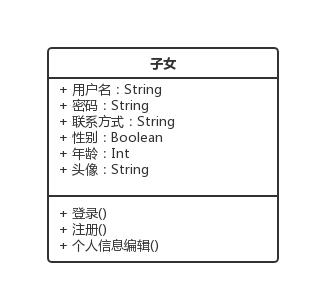 子女
+ 用户名：String
+ 密码：String
+ 联系方式：String
+ 性别：Boolean
+ 年龄：Int
+ 头像：String
+ 登录()
+ 注册()
+ 个人信息编辑()